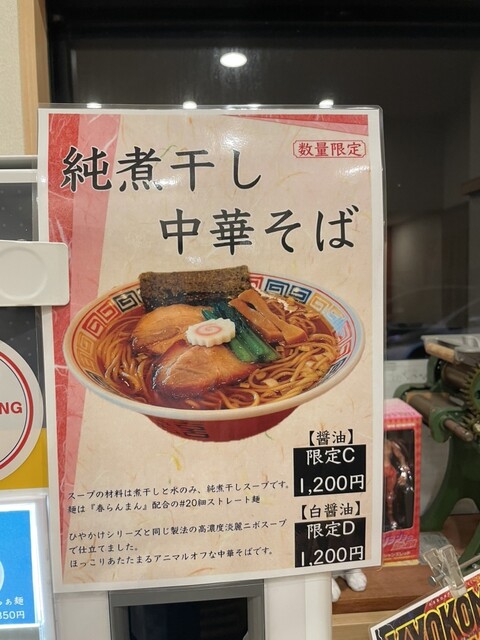 数量限定
純煮干し
中華そば
【醤油】
限定C
1,200円
【白醤油】
限定D
1,200円
スープの材料は煮干しと水のみ、純煮干しスープです。
麺は『春らんまん』配合の#20細ストレート麺
ひやかけシリーズと同じ製法の高濃度淡麗ニボスープ
で仕立てました。
ほっこりあたたまるアニマルオフな中華そばです。
NG
350円